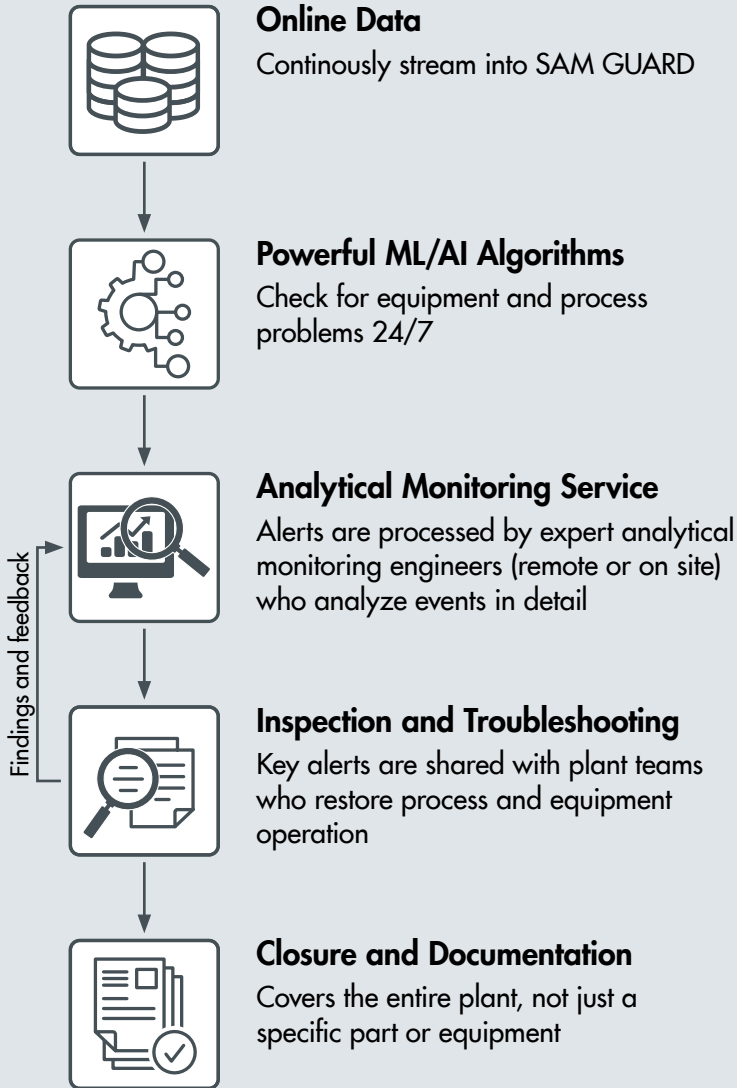 Online Data
Continously stream into SAM GUARD
Powerful ML/AI Algorithms
Check for equipment and process
problems 24/7
Analytical Monitoring Service
Alerts are processed by expert analytical
monitoring engineers (remote or on site)
who analyze events in detail
Findings and feedback
Inspection and Troubleshooting
Key alerts are shared with plant teams
who restore process and equipment
operation
Closure and Documentation
Covers the entire plant, not just a
specific part or equipment